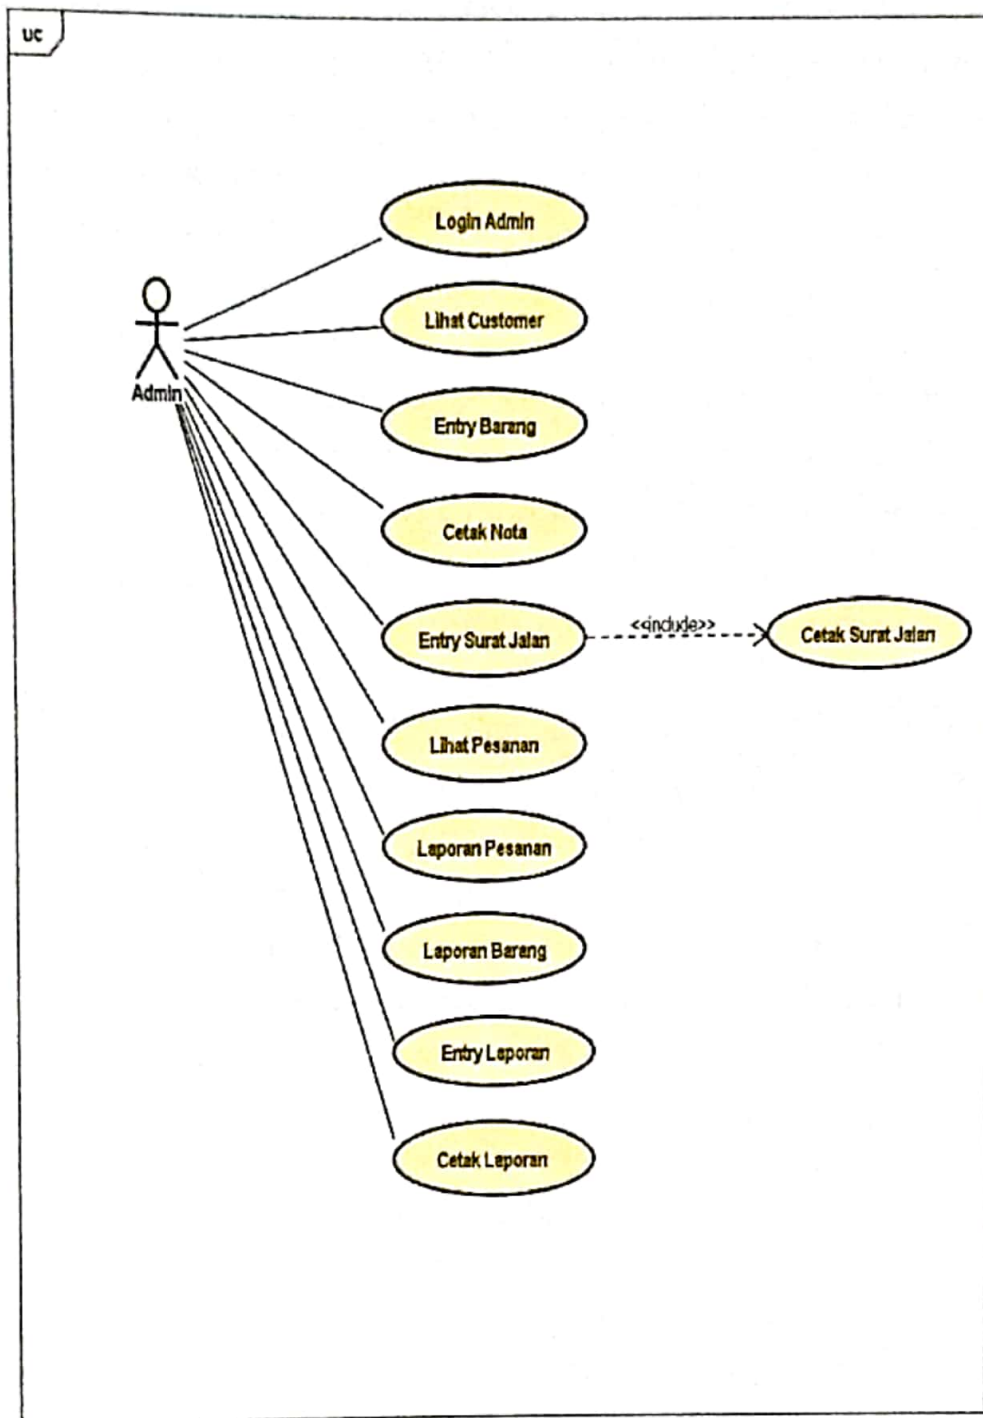 uc
Login Admin
Lihat Customer
Admin
Entry Barang
Cetak Nota
Entry Surat Jalan
<<include>>
Cetak Surat Jalan
Lihat Pesanan
Laporan Pesanan
Laporan Barang
Entry Laporan
Cetak Laporan